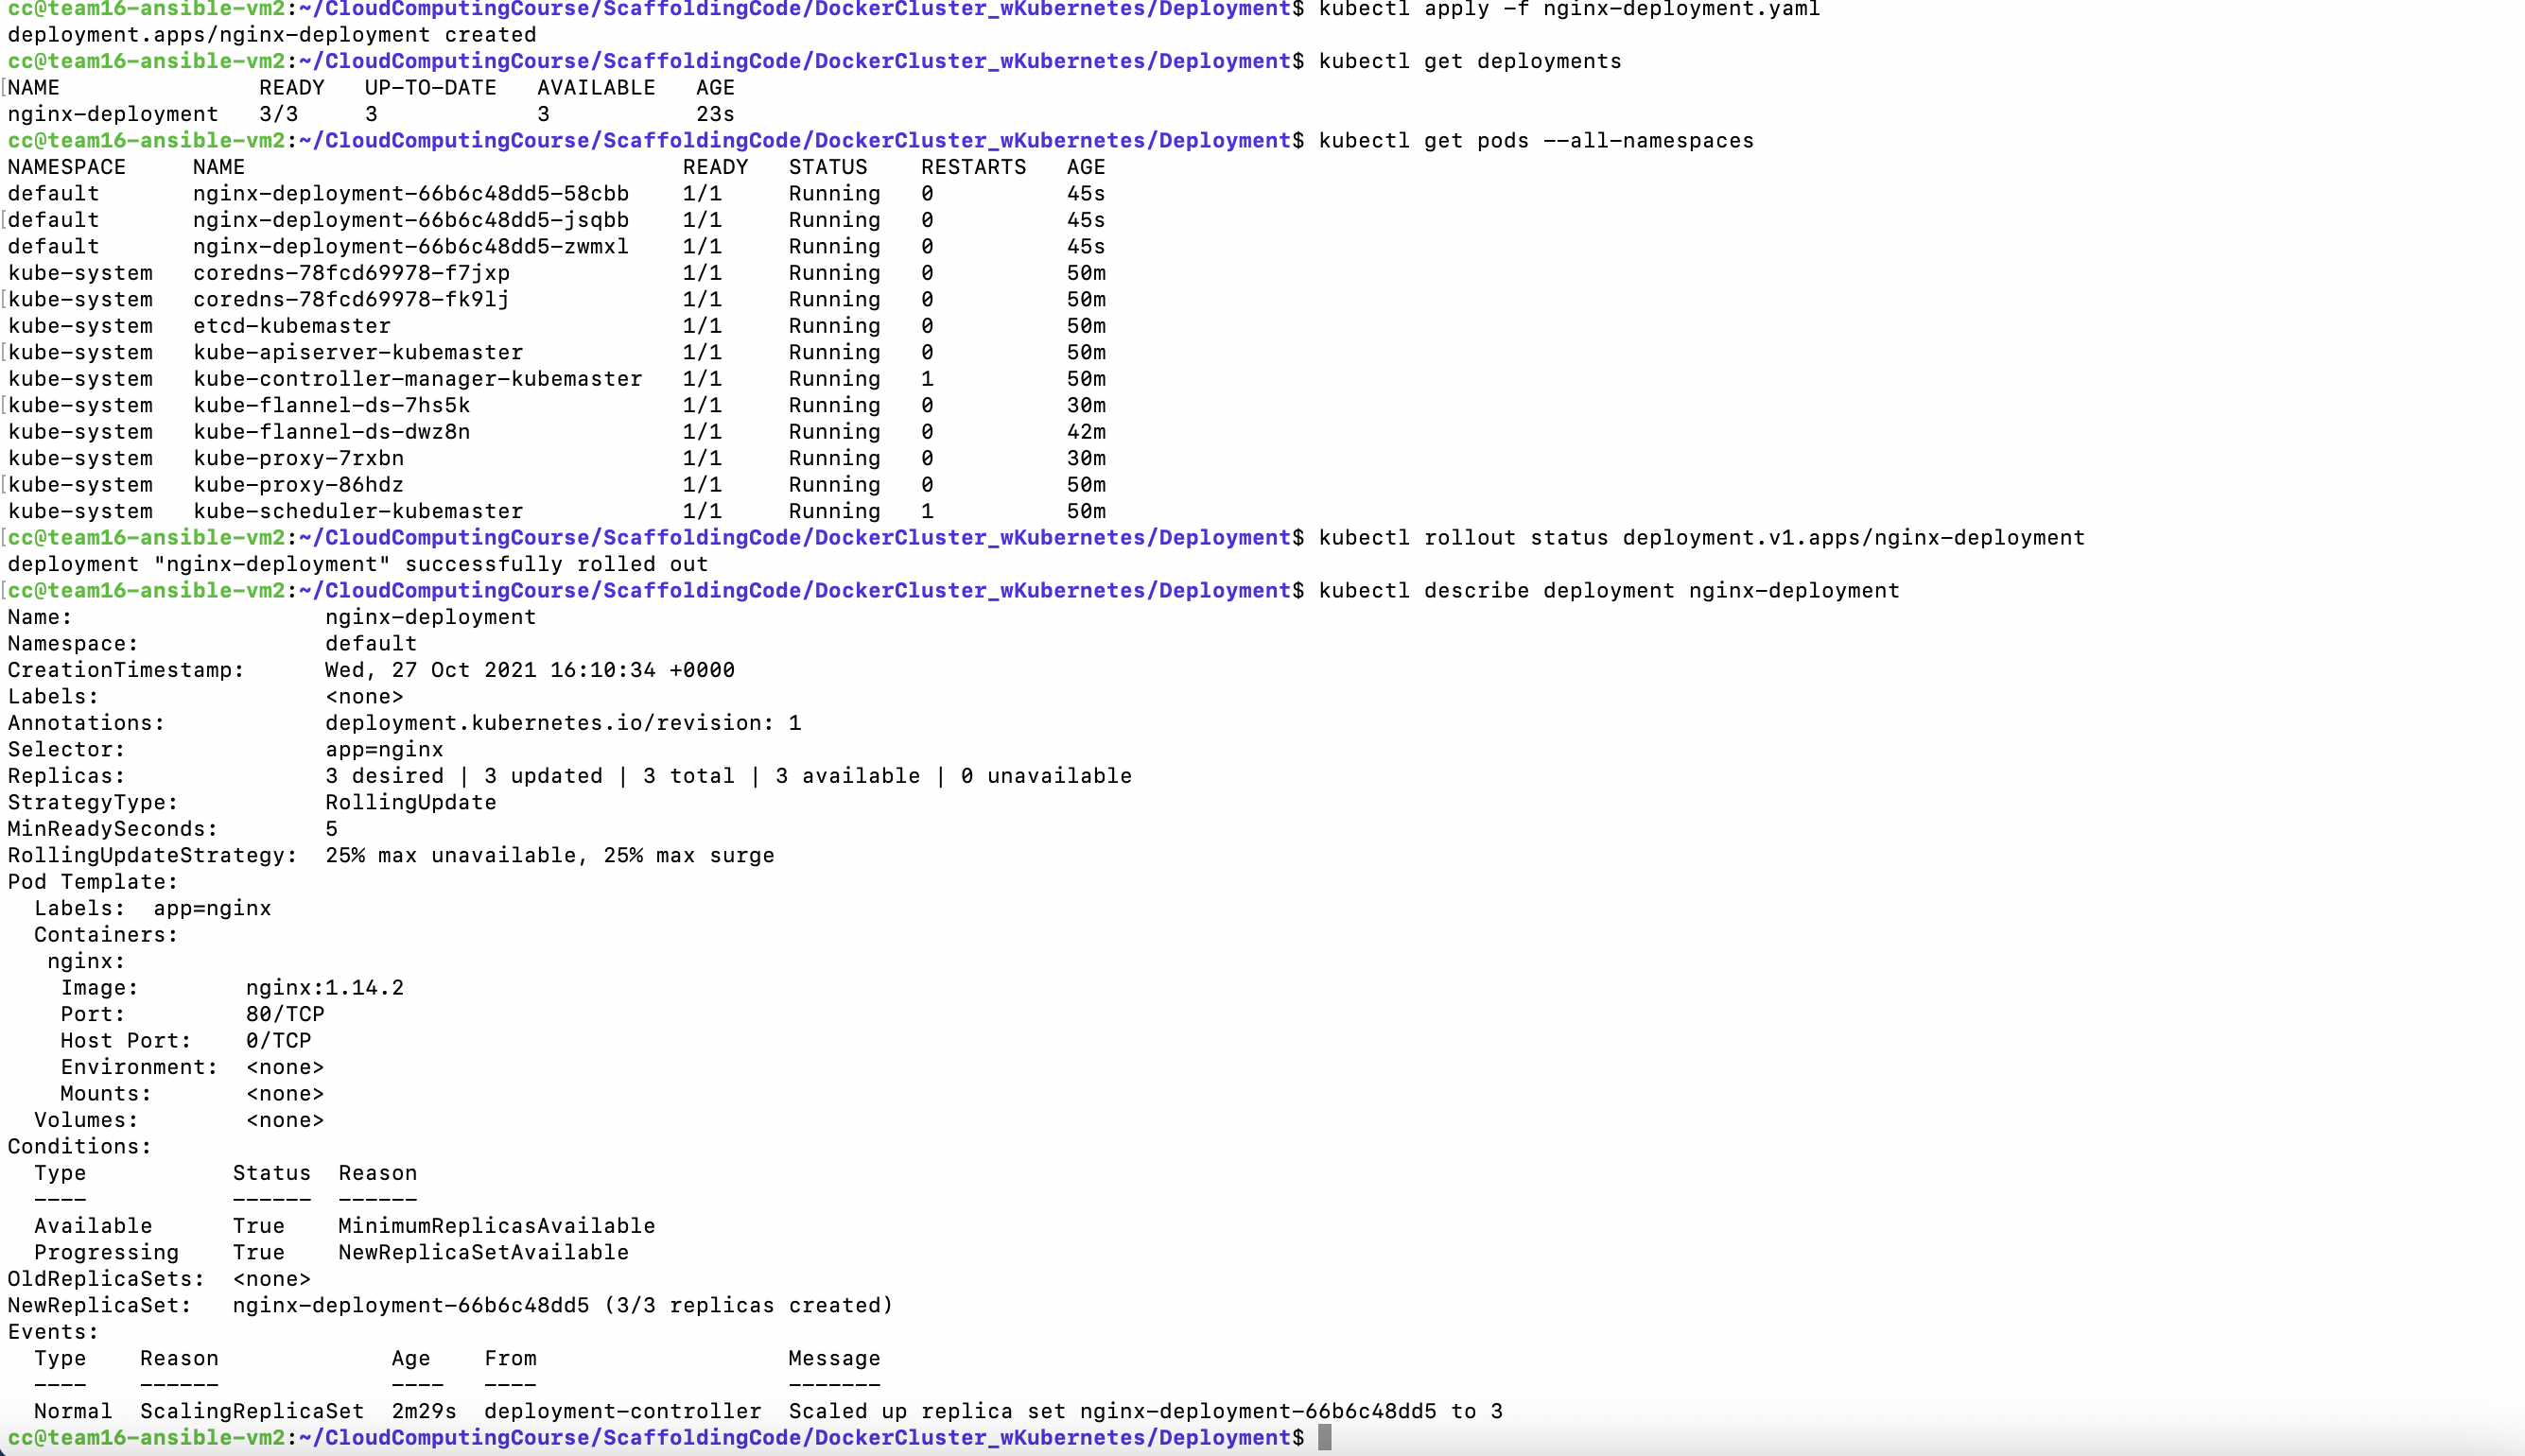 cc@team16-ansible-vm2:~/CloudComputingCourse/ScaffoldingCode/DockerCluster_wKubernetes/Deployment$ kubectl apply -f nginx-deployment.yaml
deployment.apps/nginx-deployment created
cc@team16-ansible-vm2:~/CloudComputingCourse/ScaffoldingCode/DockerCluster_wKubernetes/Deployment$ kubectl get deployments
[NAME               READY   UP-TO-DATE   AVAILABLE   AGE
nginx-deployment   3/3     3            3           23s
cc@team16-ansible-vm2:~/CloudComputingCourse/ScaffoldingCode/DockerCluster_wKubernetes/Deployment$ kubectl get pods --all-namespaces
NAMESPACE     NAME                                 READY   STATUS    RESTARTS   AGE
default       nginx-deployment-66b6c48dd5-58cbb    1/1     Running   0          45s
[default       nginx-deployment-66b6c48dd5-jsqbb    1/1     Running   0          45s
default       nginx-deployment-66b6c48dd5-zwmxl    1/1     Running   0          45s
kube-system   coredns-78fcd69978-f7jxp             1/1     Running   0          50m
[kube-system   coredns-78fcd69978-fk9lj             1/1     Running   0          50m
kube-system   etcd-kubemaster                      1/1     Running   0          50m
[kube-system   kube-apiserver-kubemaster            1/1     Running   0          50m
kube-system   kube-controller-manager-kubemaster   1/1     Running   1          50m
[kube-system   kube-flannel-ds-7hs5k                1/1     Running   0          30m
kube-system   kube-flannel-ds-dwz8n                1/1     Running   0          42m
kube-system   kube-proxy-7rxbn                     1/1     Running   0          30m
[kube-system   kube-proxy-86hdz                     1/1     Running   0          50m
kube-system   kube-scheduler-kubemaster            1/1     Running   1          50m
[cc@team16-ansible-vm2:~/CloudComputingCourse/ScaffoldingCode/DockerCluster_wKubernetes/Deployment$ kubectl rollout status deployment.v1.apps/nginx-deployment
deployment "nginx-deployment" successfully rolled out
[cc@team16-ansible-vm2:~/CloudComputingCourse/ScaffoldingCode/DockerCluster_wKubernetes/Deployment$ kubectl describe deployment nginx-deployment
Name:                   nginx-deployment
Namespace:              default
CreationTimestamp:      Wed, 27 Oct 2021 16:10:34 +0000
Labels:                 <none>
Annotations:            deployment.kubernetes.io/revision: 1
Selector:               app=nginx
Replicas:               3 desired | 3 updated | 3 total | 3 available | 0 unavailable
StrategyType:           RollingUpdate
MinReadySeconds:        5
RollingUpdateStrategy:  25% max unavailable, 25% max surge
Pod Template:
  Labels:  app=nginx
  Containers:
   nginx:
    Image:        nginx:1.14.2
    Port:         80/TCP
    Host Port:    0/TCP
    Environment:  <none>
    Mounts:       <none>
  Volumes:        <none>
Conditions:
  Type           Status  Reason
  ----           ------  ------
  Available      True    MinimumReplicasAvailable
  Progressing    True    NewReplicaSetAvailable
OldReplicaSets:  <none>
NewReplicaSet:   nginx-deployment-66b6c48dd5 (3/3 replicas created)
Events:
  Type    Reason             Age    From                   Message
  ----    ------             ----   ----                   -------
  Normal  ScalingReplicaSet  2m29s  deployment-controller  Scaled up replica set nginx-deployment-66b6c48dd5 to 3
cc@team16-ansible-vm2:~/CloudComputingCourse/ScaffoldingCode/DockerCluster_wKubernetes/Deployment$